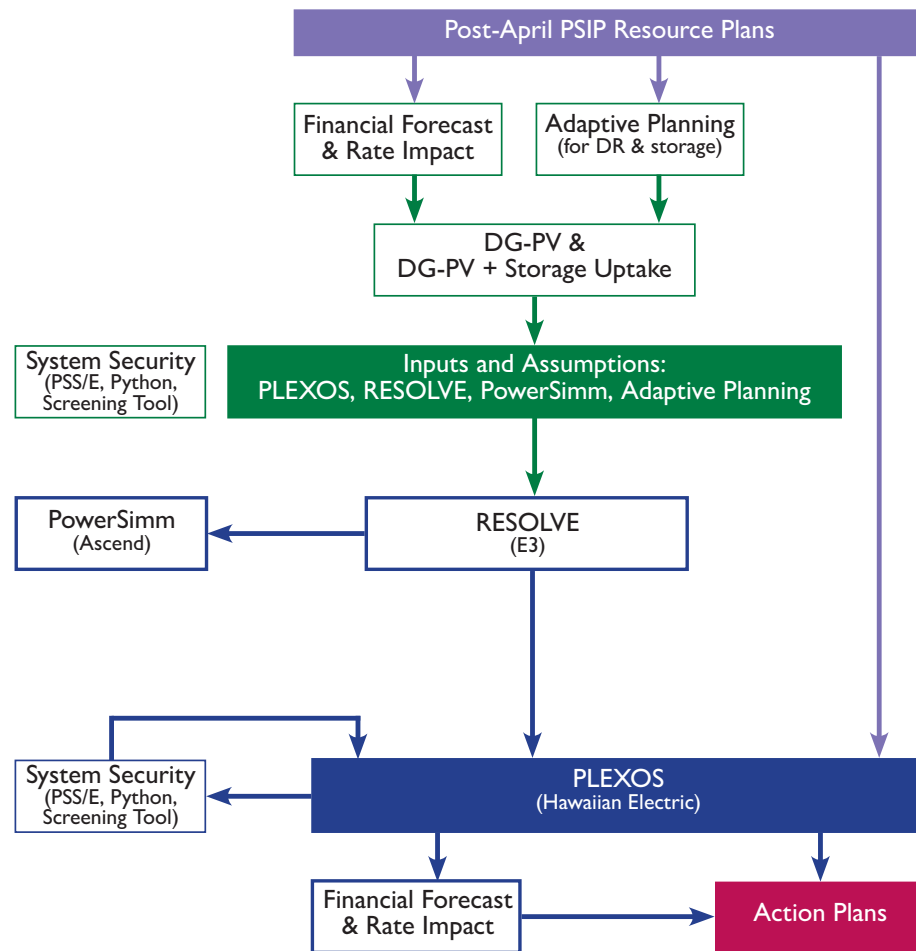 Post-April PSIP Resource Plans
Financial Forecast
& Rate Impact
Adaptive Planning
(for DR & storage)
DG-PV &
DG-PV + Storage Uptake
System Security
(PSS/E, Python,
Screening Tool)
Inputs and Assumptions:
PLEXOS, RESOLVE, PowerSimm, Adaptive Planning
PowerSimm
(Ascend)
RESOLVE
(E3)
System Security
(PSS/E, Python,
Screening Tool)
PLEXOS
(Hawaiian Electric)
Financial Forecast
& Rate Impact
Action Plans